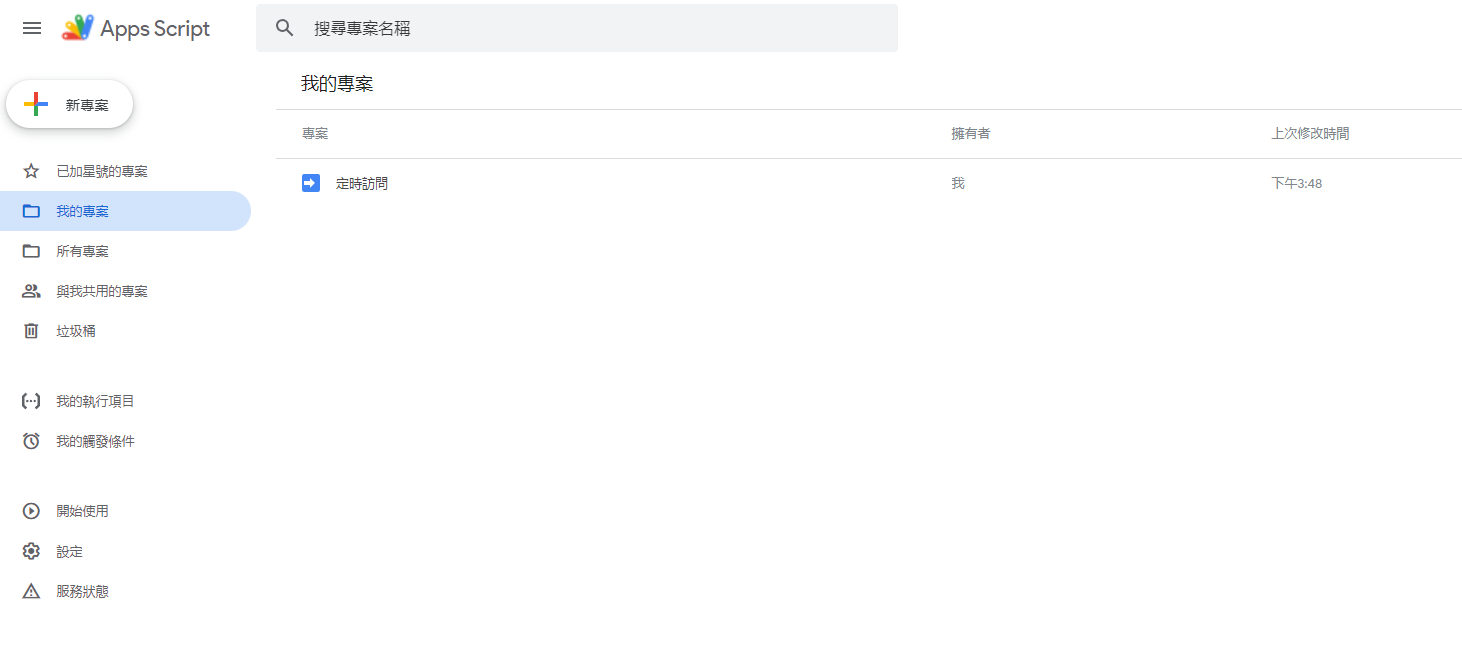 Apps Script
搜尋專案名稱
新專案
已加星號的專案
我的專案
所有專案
與我共用的專案
垃圾桶
我的執行項目
我的觸發條件
開始使用
設定
服務狀態
我的專案
專案 擁有者 上次修改時間
定時訪問 我 下午3:48